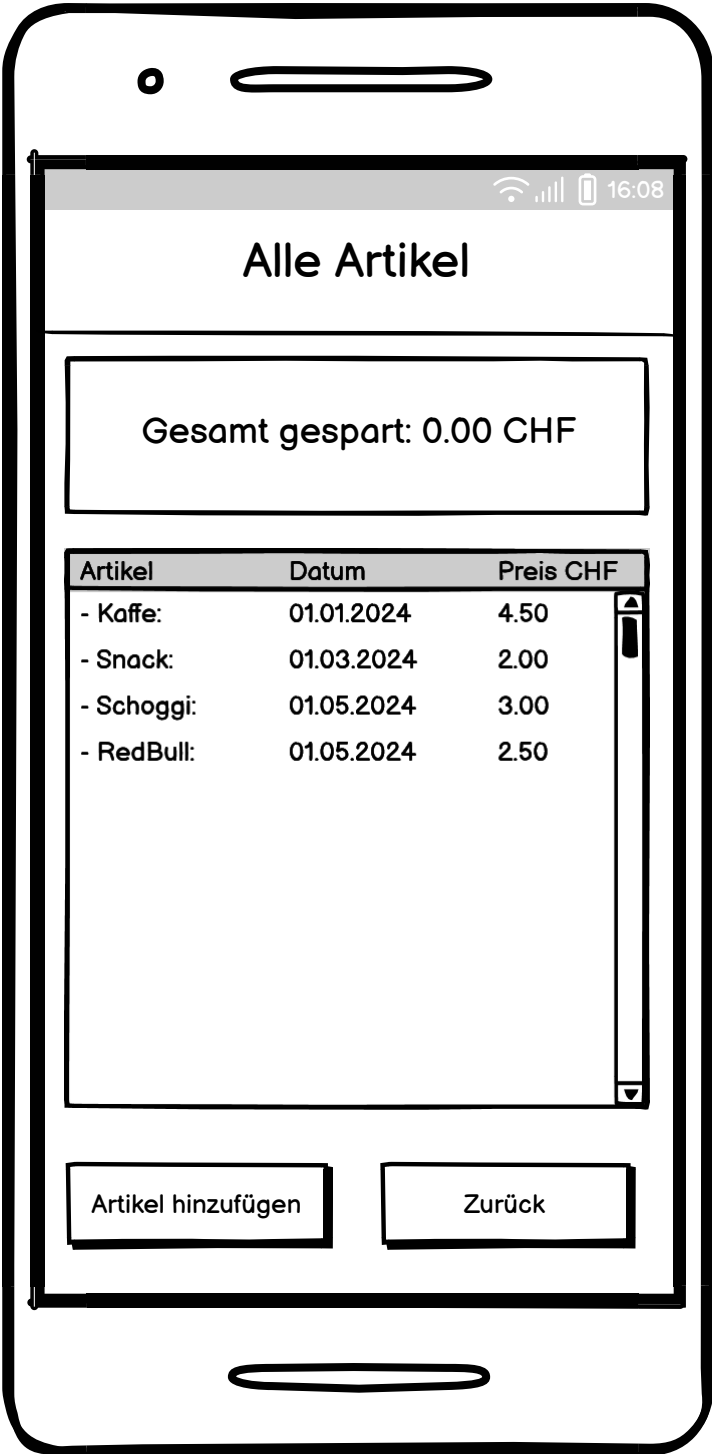 16:08
Alle Artikel
Gesamt gespart: 0.00 CHF
Artikel Datum Preis CHF
- Kaffe: 01.01.2024 4.50
- Snack: 01.03.2024 2.00
- Schoggi: 01.05.2024 3.00
- RedBull: 01.05.2024 2.50
Artikel hinzufügen Zurück